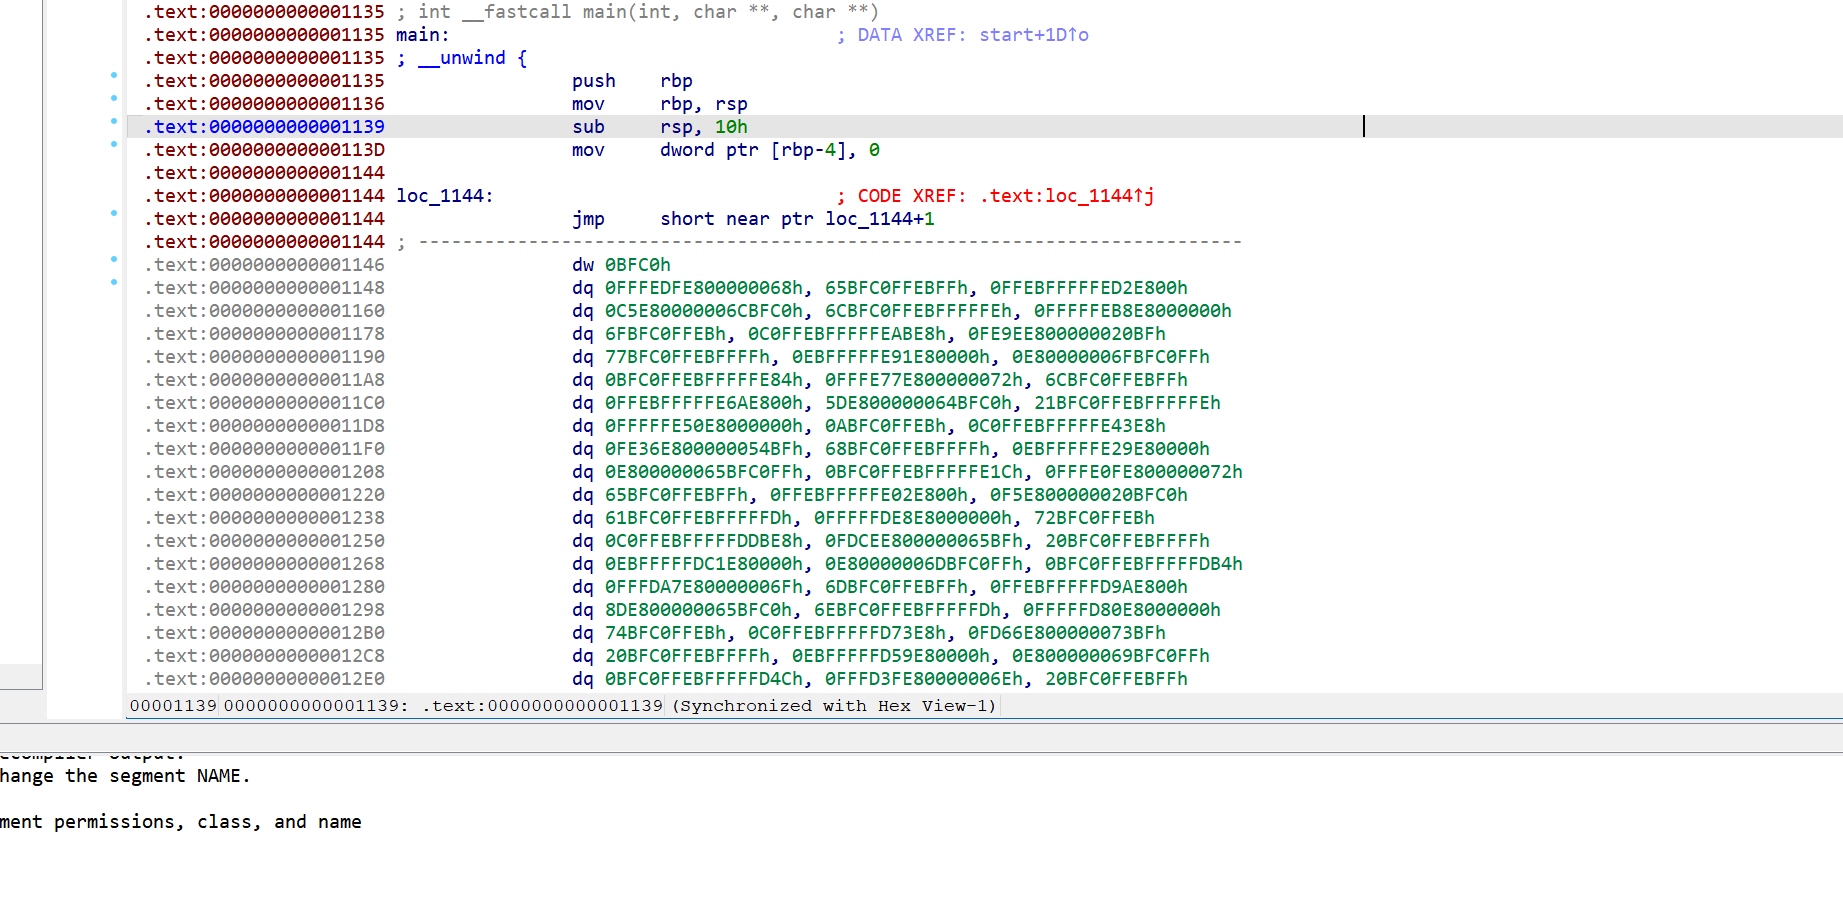 .text:0000000000001135 ; int __fastcall main(int, char **, char **)
.text:0000000000001135 main: ; DATA XREF: start+1D↑o
.text:0000000000001135 ; __unwind {
.text:0000000000001135 push rbp
.text:0000000000001136 mov rbp, rsp
.text:0000000000001139 sub rsp, 10h
.text:000000000000113D mov dword ptr [rbp-4], 0
.text:0000000000001144
.text:0000000000001144 loc_1144: ; CODE XREF: .text:loc_1144↑j
.text:0000000000001144 jmp short near ptr loc_1144+1
.text:0000000000001144 ; ---------------------------------------------------------------------------
.text:0000000000001146 dw 0BFC0h
.text:0000000000001148 dq 0FFFEDFE800000068h, 65BFC0FFEBFFh, 0FFEBFFFFFED2E800h
.text:0000000000001160 dq 0C5E80000006CBFC0h, 6CBFC0FFEBFFFFFEh, 0FFFFFEB8E8000000h
.text:0000000000001178 dq 6FBFC0FFEBh, 0C0FFEBFFFFFEABE8h, 0FE9EE800000020BFh
.text:0000000000001190 dq 77BFC0FFEBFFFFh, 0EBFFFFFE91E80000h, 0E80000006FBFC0FFh
.text:00000000000011A8 dq 0BFC0FFEBFFFFFE84h, 0FFFE77E800000072h, 6CBFC0FFEBFFh
.text:00000000000011C0 dq 0FFEBFFFFFE6AE800h, 5DE800000064BFC0h, 21BFC0FFEBFFFFFEh
.text:00000000000011D8 dq 0FFFFFE50E8000000h, 0ABFC0FFEBh, 0C0FFEBFFFFFE43E8h
.text:00000000000011F0 dq 0FE36E800000054BFh, 68BFC0FFEBFFFFh, 0EBFFFFFE29E80000h
.text:0000000000001208 dq 0E800000065BFC0FFh, 0BFC0FFEBFFFFFE1Ch, 0FFFE0FE800000072h
.text:0000000000001220 dq 65BFC0FFEBFFh, 0FFEBFFFFFE02E800h, 0F5E800000020BFC0h
.text:0000000000001238 dq 61BFC0FFEBFFFFFDh, 0FFFFFDE8E8000000h, 72BFC0FFEBh
.text:0000000000001250 dq 0C0FFEBFFFFFDDBE8h, 0FDCEE800000065BFh, 20BFC0FFEBFFFFh
.text:0000000000001268 dq 0EBFFFFFDC1E80000h, 0E80000006DBFC0FFh, 0BFC0FFEBFFFFFDB4h
.text:0000000000001280 dq 0FFFDA7E80000006Fh, 6DBFC0FFEBFFh, 0FFEBFFFFFD9AE800h
.text:0000000000001298 dq 8DE800000065BFC0h, 6EBFC0FFEBFFFFFDh, 0FFFFFD80E8000000h
.text:00000000000012B0 dq 74BFC0FFEBh, 0C0FFEBFFFFFD73E8h, 0FD66E800000073BFh
.text:00000000000012C8 dq 20BFC0FFEBFFFFh, 0EBFFFFFD59E80000h, 0E800000069BFC0FFh
.text:00000000000012E0 dq 0BFC0FFEBFFFFFD4Ch, 0FFFD3FE80000006Eh, 20BFC0FFEBFFh
00001139 0000000000001139: .text:0000000000001139 (Synchronized with Hex View-1)
ecompiler output:
hange the segment NAME.
ment permissions, class, and name